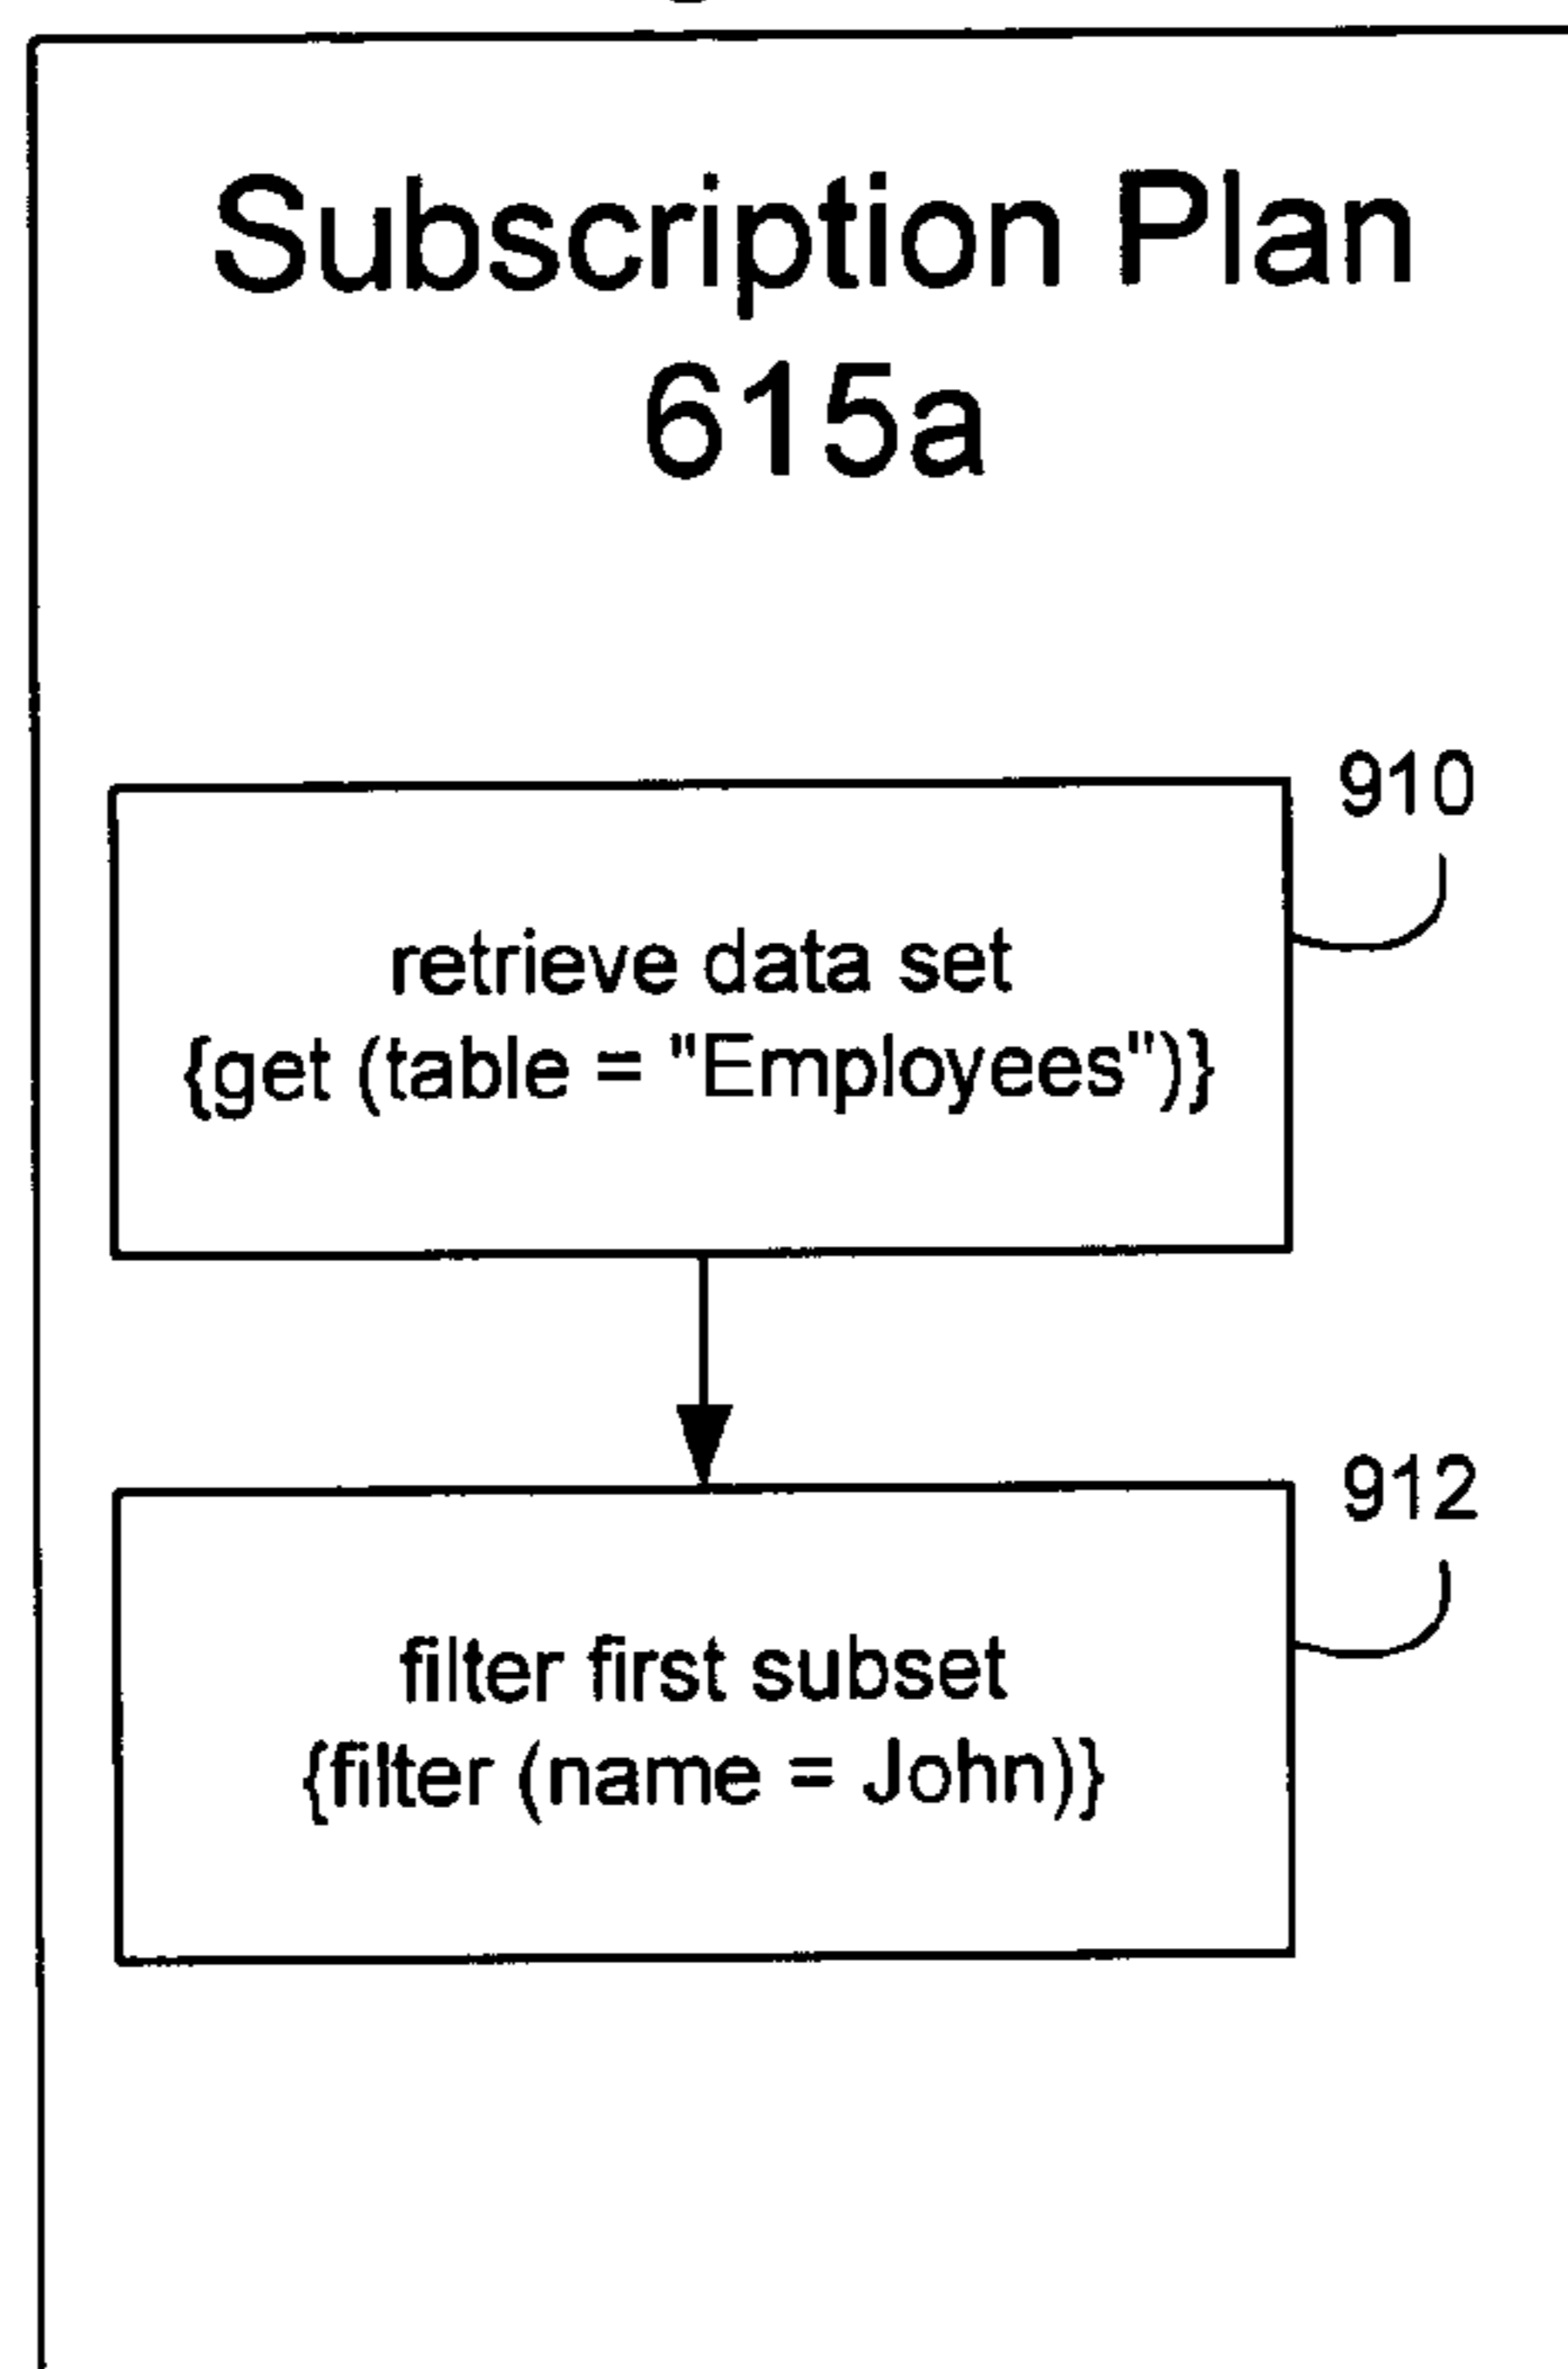 Subscription Plan
615a
910
retrieve data set
{get (table = "Employees")}
912
filter first subset
{filter (name = John)}